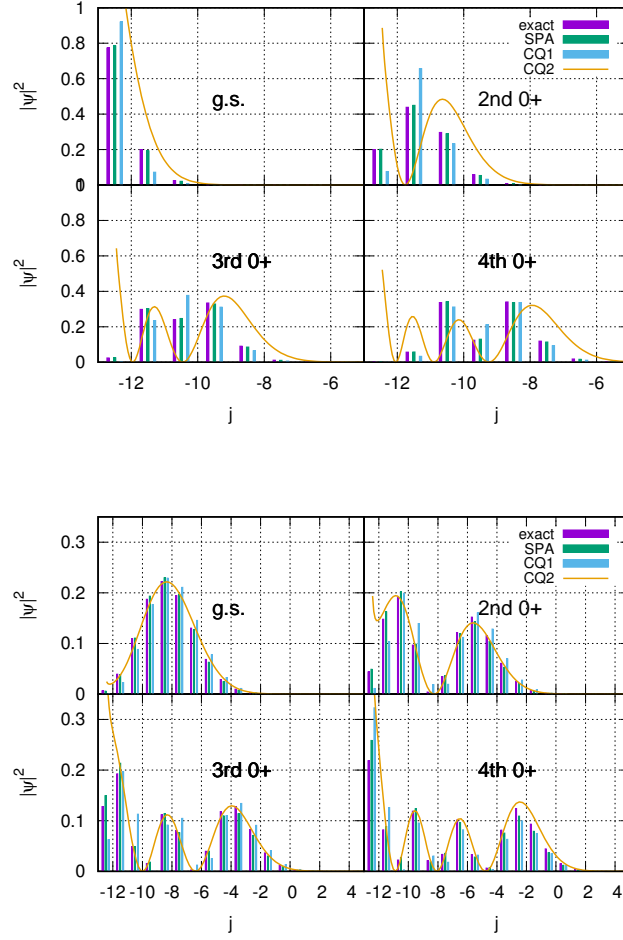 exact
SPA
CQ1
CQ2
1
0.8
0.6
0.4
0.2
0
|ψ|²
g.s.
2nd 0+
0.8
0.6
0.4
0.2
0
|ψ|²
3rd 0+
4th 0+
-12 -10 -8 -6
-12 -10 -8 -6
j
j
exact
SPA
CQ1
CQ2
0.3
0.2
0.1
0
|ψ|²
g.s.
2nd 0+
0.3
0.2
0.1
0
|ψ|²
3rd 0+
4th 0+
-12 -10 -8 -6 -4 -2 0 2 4
-12 -10 -8 -6 -4 -2 0 2 4
j
j